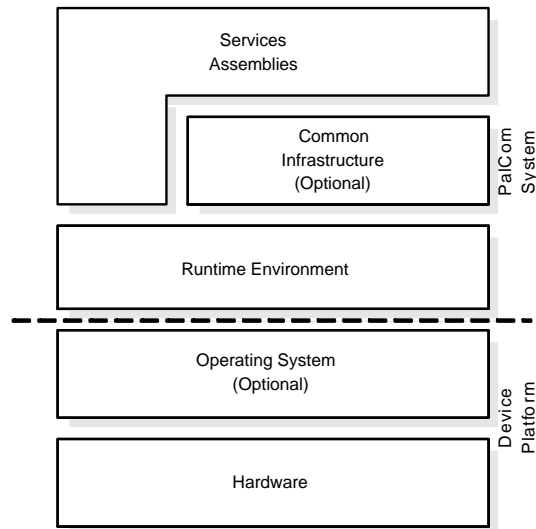 Services
Assemblies
Common
Infrastructure
(Optional)
PalCom
System
Runtime Environment
Operating System
(Optional)
Device
Platform
Hardware